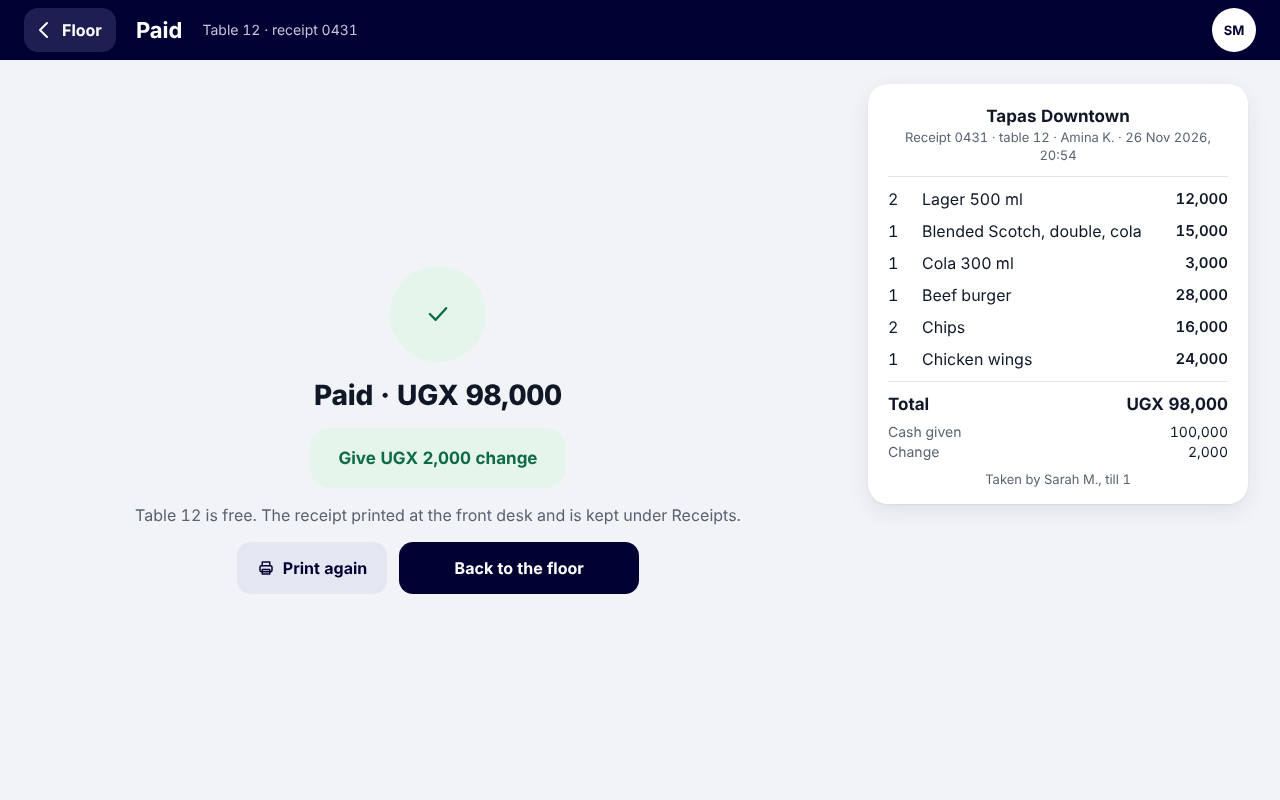 Floor
Paid
Table 12 · receipt 0431
SM
Paid · UGX 98,000
Give UGX 2,000 change
Table 12 is free. The receipt printed at the front desk and is kept under Receipts.
Print again
Back to the floor
Tapas Downtown
Receipt 0431 · table 12 · Amina K. · 26 Nov 2026,
20:54
2 Lager 500 ml 12,000
1 Blended Scotch, double, cola 15,000
1 Cola 300 ml 3,000
1 Beef burger 28,000
2 Chips 16,000
1 Chicken wings 24,000
Total UGX 98,000
Cash given 100,000
Change 2,000
Taken by Sarah M., till 1